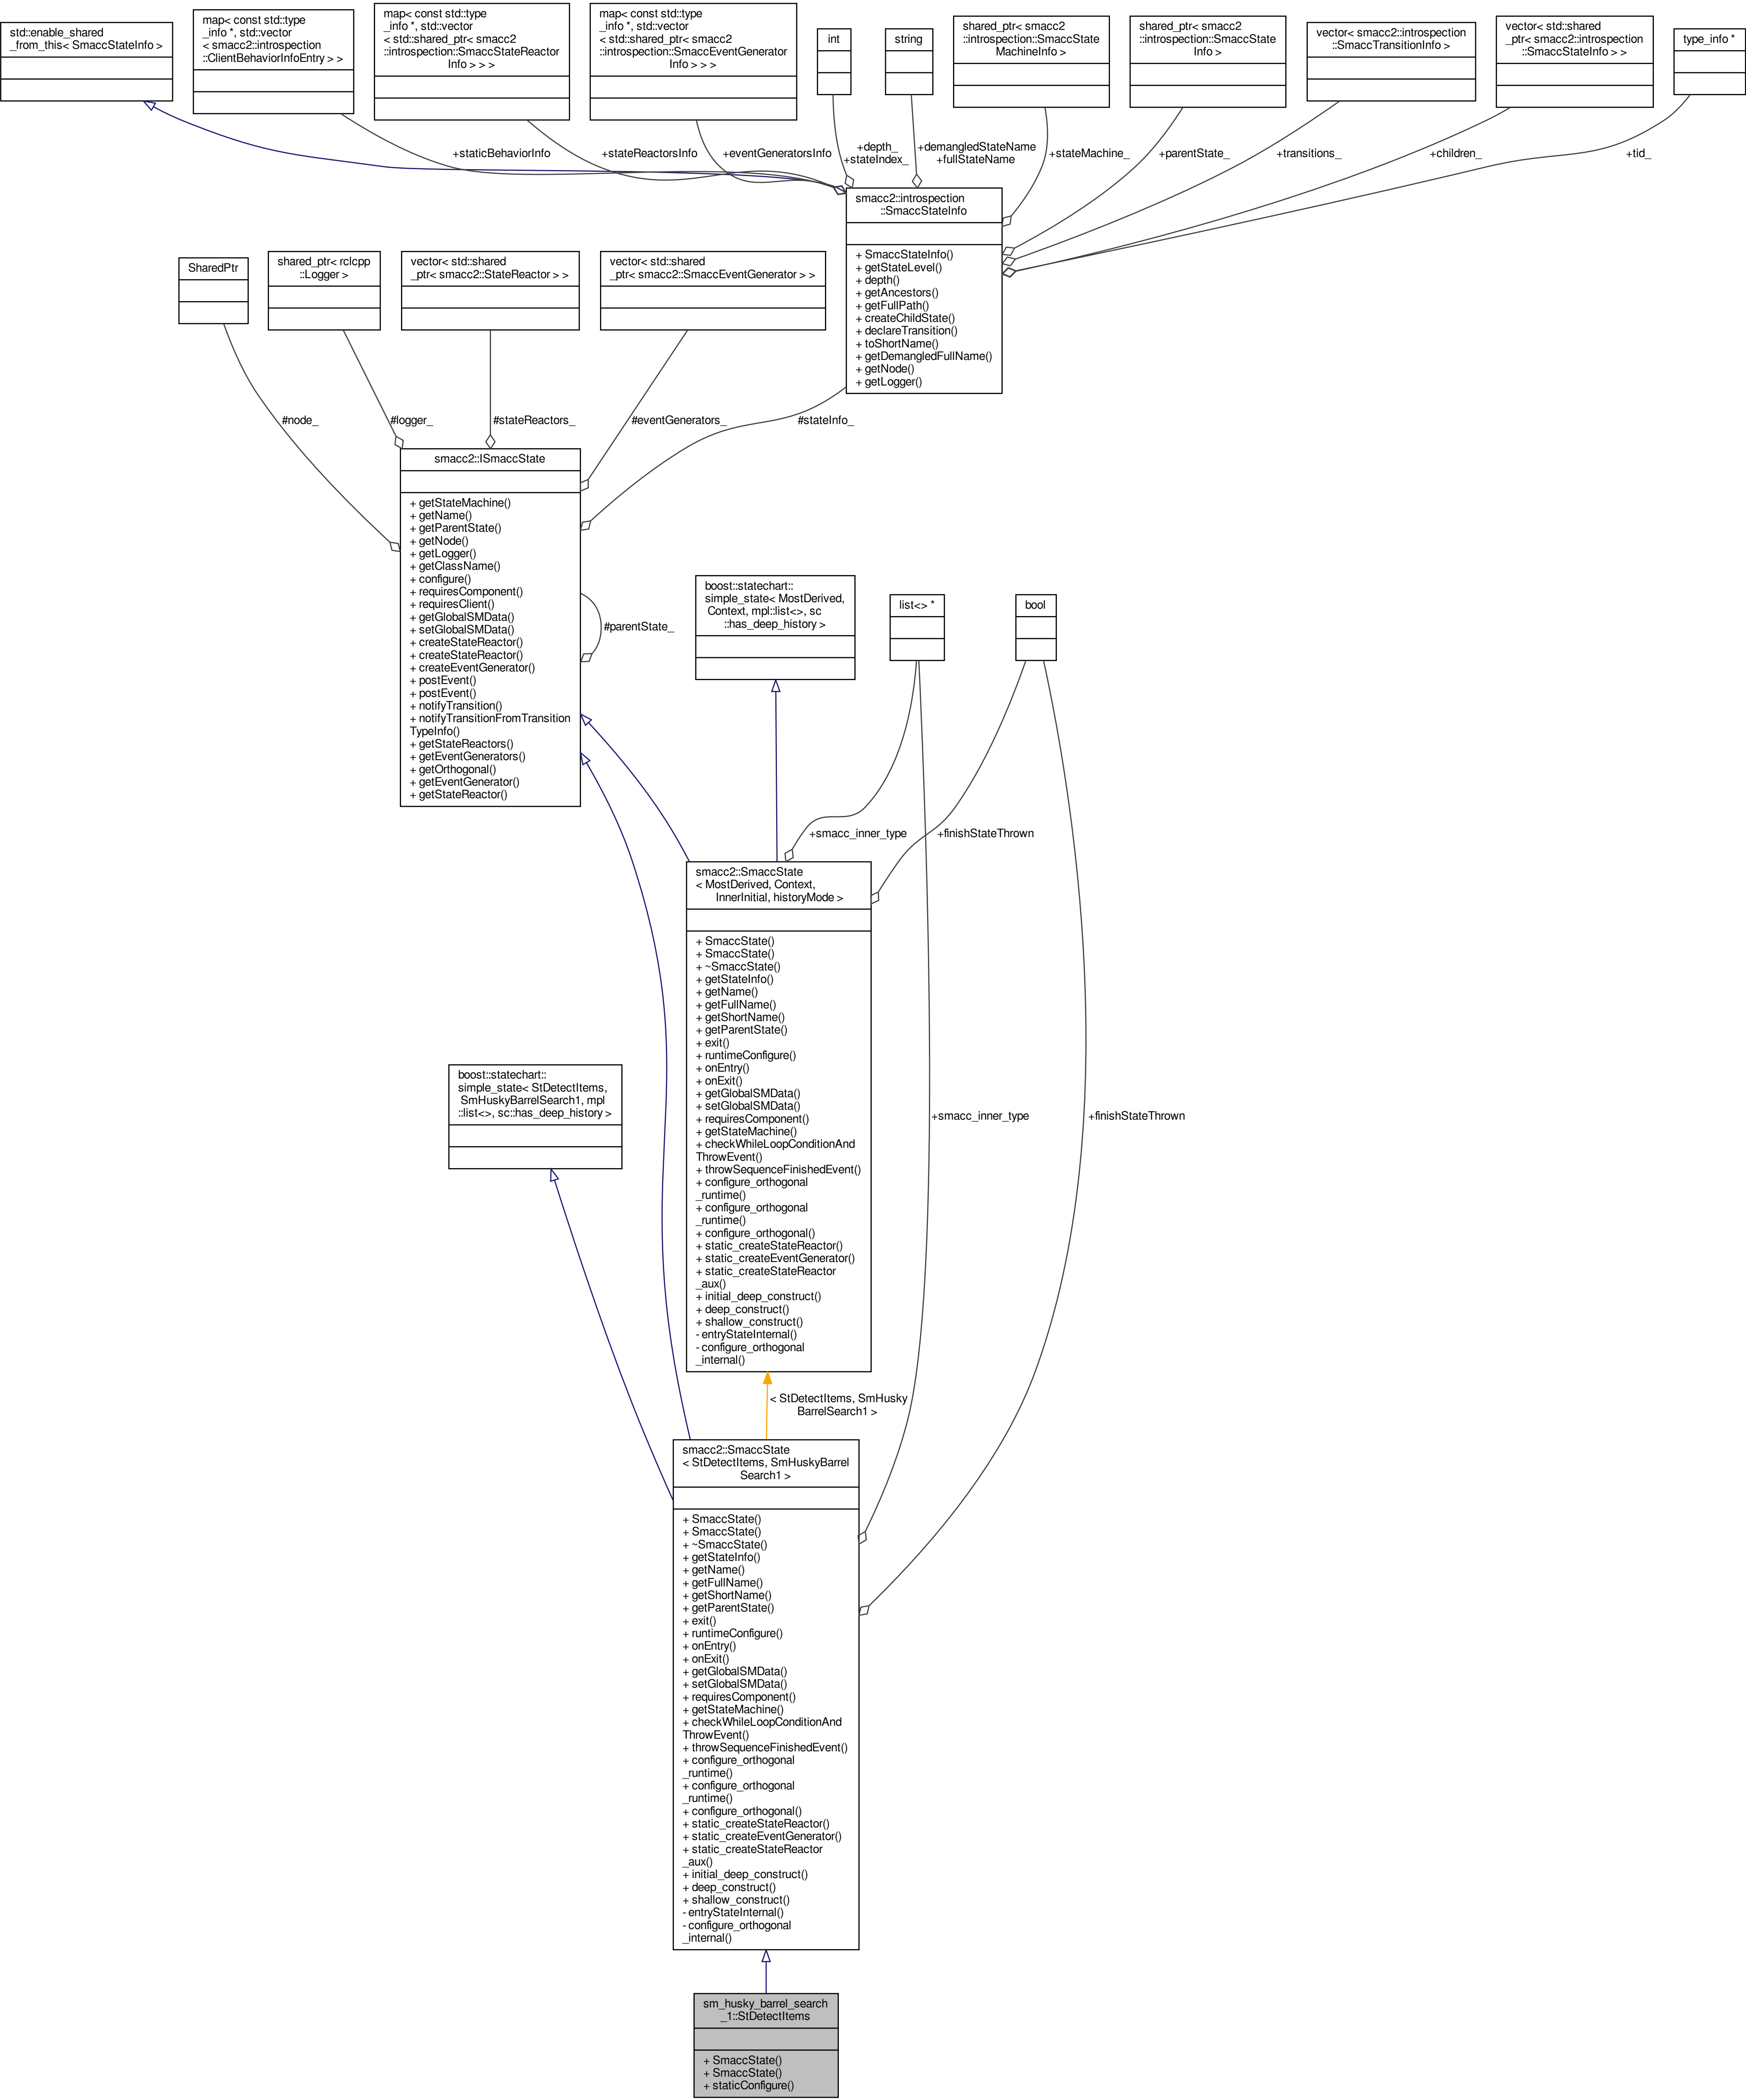 std::enable_shared
_from_this< SmaccStateInfo >
map< const std::type
_info *, std::vector
< smacc2::introspection
::ClientBehaviorInfoEntry > >
map< const std::type
_info *, std::vector
< std::shared_ptr< smacc2
::introspection::SmaccStateReactor
Info > > >
map< const std::type
_info *, std::vector
< std::shared_ptr< smacc2
::introspection::SmaccEventGenerator
Info > > >
int
string
shared_ptr< smacc2
::introspection::SmaccState
MachineInfo >
shared_ptr< smacc2
::introspection::SmaccState
Info >
vector< smacc2::introspection
::SmaccTransitionInfo >
vector< std::shared
_ptr< smacc2::introspection
::SmaccStateInfo > >
type_info *
+staticBehaviorInfo
+stateReactorsInfo
+eventGeneratorsInfo
+depth_
+stateIndex_
+demangledStateName
+fullStateName
+stateMachine_
+parentState_
+transitions_
+children_
+tid_
smacc2::introspection
::SmaccStateInfo
+ SmaccStateInfo()
+ getStateLevel()
+ depth()
+ getAncestors()
+ getFullPath()
+ createChildState()
+ declareTransition()
+ toShortName()
+ getDemangledFullName()
+ getNode()
+ getLogger()
SharedPtr
shared_ptr< rclcpp
::Logger >
vector< std::shared
_ptr< smacc2::StateReactor > >
vector< std::shared
_ptr< smacc2::SmaccEventGenerator > >
#node_
#logger_
#stateReactors_
#eventGenerators_
#stateInfo_
smacc2::ISmaccState
+ getStateMachine()
+ getName()
+ getParentState()
+ getNode()
+ getLogger()
+ getClassName()
+ configure()
+ requiresComponent()
+ requiresClient()
+ getGlobalSMData()
+ setGlobalSMData()
+ createStateReactor()
+ createStateReactor()
+ createEventGenerator()
+ postEvent()
+ postEvent()
+ notifyTransition()
+ notifyTransitionFromTransition
TypeInfo()
+ getStateReactors()
+ getEventGenerators()
+ getOrthogonal()
+ getEventGenerator()
+ getStateReactor()
#parentState_
boost::statechart::
simple_state< MostDerived,
Context, mpl::list<>, sc
::has_deep_history >
list<> *
bool
+smacc_inner_type
+finishStateThrown
smacc2::SmaccState
< MostDerived, Context,
InnerInitial, historyMode >
+ SmaccState()
+ SmaccState()
+ ~SmaccState()
+ getStateInfo()
+ getName()
+ getFullName()
+ getShortName()
+ getParentState()
+ exit()
+ runtimeConfigure()
+ onEntry()
+ onExit()
+ getGlobalSMData()
+ setGlobalSMData()
+ requiresComponent()
+ getStateMachine()
+ checkWhileLoopConditionAnd
ThrowEvent()
+ throwSequenceFinishedEvent()
+ configure_orthogonal
_runtime()
+ configure_orthogonal
_runtime()
+ configure_orthogonal()
+ static_createStateReactor()
+ static_createEventGenerator()
+ static_createStateReactor
_aux()
+ initial_deep_construct()
+ deep_construct()
+ shallow_construct()
- entryStateInternal()
- configure_orthogonal
_internal()
boost::statechart::
simple_state< StDetectItems,
SmHuskyBarrelSearch1, mpl
::list<>, sc::has_deep_history >
+smacc_inner_type
+finishStateThrown
< StDetectItems, SmHusky
BarrelSearch1 >
smacc2::SmaccState
< StDetectItems, SmHuskyBarrel
Search1 >
+ SmaccState()
+ SmaccState()
+ ~SmaccState()
+ getStateInfo()
+ getName()
+ getFullName()
+ getShortName()
+ getParentState()
+ exit()
+ runtimeConfigure()
+ onEntry()
+ onExit()
+ getGlobalSMData()
+ setGlobalSMData()
+ requiresComponent()
+ getStateMachine()
+ checkWhileLoopConditionAnd
ThrowEvent()
+ throwSequenceFinishedEvent()
+ configure_orthogonal
_runtime()
+ configure_orthogonal
_runtime()
+ configure_orthogonal()
+ static_createStateReactor()
+ static_createEventGenerator()
+ static_createStateReactor
_aux()
+ initial_deep_construct()
+ deep_construct()
+ shallow_construct()
- entryStateInternal()
- configure_orthogonal
_internal()
sm_husky_barrel_search
_1::StDetectItems
+ SmaccState()
+ SmaccState()
+ staticConfigure()